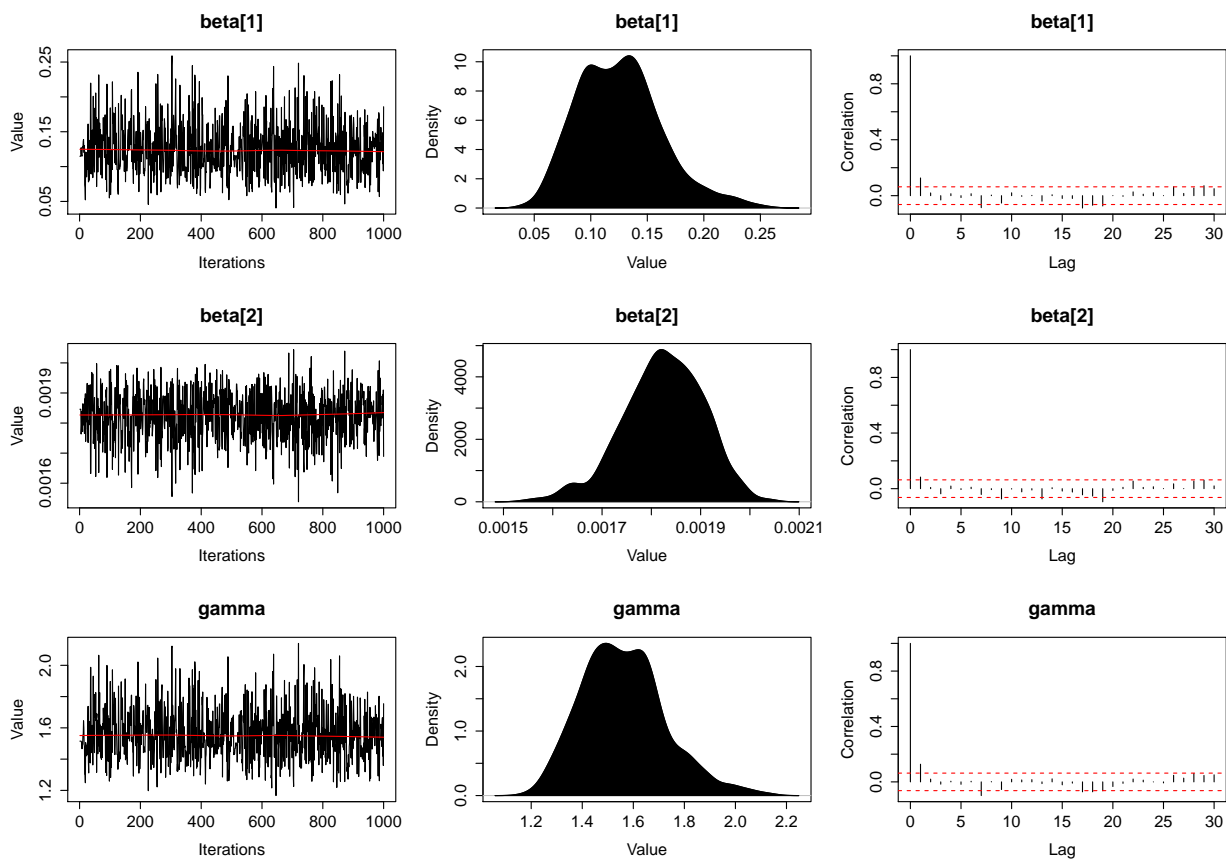 beta[1]
beta[1]
beta[1]
Value
0.05 0.15 0.25
0 200 400 600 800 1000
Iterations
Density
0 2 4 6 8 10
0.05 0.10 0.15 0.20 0.25
Value
Correlation
0.0 0.4 0.8
0 5 10 15 20 25 30
Lag
beta[2]
beta[2]
beta[2]
Value
0.0016 0.0019
0 200 400 600 800 1000
Iterations
Density
0 2000 4000
0.0015 0.0017 0.0019 0.0021
Value
Correlation
0.0 0.4 0.8
0 5 10 15 20 25 30
Lag
gamma
gamma
gamma
Value
1.2 1.6 2.0
0 200 400 600 800 1000
Iterations
Density
0.0 1.0 2.0
1.2 1.4 1.6 1.8 2.0 2.2
Value
Correlation
0.0 0.4 0.8
0 5 10 15 20 25 30
Lag